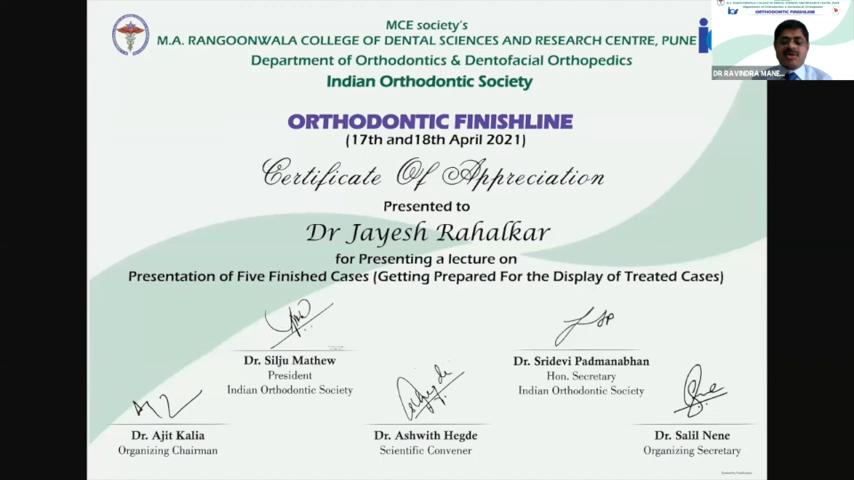 MCE society's
M.A. RANGOONWALA COLLEGE OF DENTAL SCIENCES AND RESEARCH CENTRE, PUNE
Department of Orthodontics & Dentofacial Orthopedics
Indian Orthodontic Society
ORTHODONTIC FINISHLINE
(17th and18th April 2021)
Certificate Of Appreciation
Presented to
Dr Jayesh Rahalkar
for Presenting a lecture on
Presentation of Five Finished Cases (Getting Prepared For the Display of Treated Cases)
Dr. Silju Mathew
President
Indian Orthodontic Society
Dr. Sridevi Padmanabhan
Hon. Secretary
Indian Orthodontic Society
Dr. Ajit Kalia
Organizing Chairman
Dr. Ashwith Hegde
Scientific Convener
Dr. Salil Nene
Organizing Secretary
ORTHODONTIC FINISHLINE
DR RAVINDRA MANE...